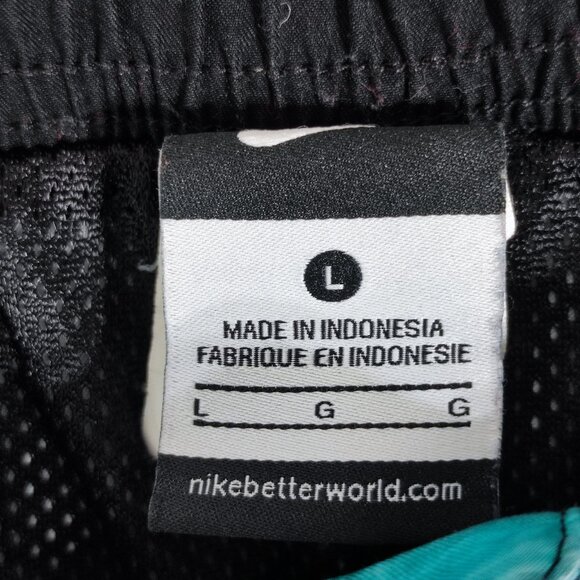 L
MADE IN INDONESIA
FABRIQUE EN INDONESIE
L G G
nikebetterworld.com